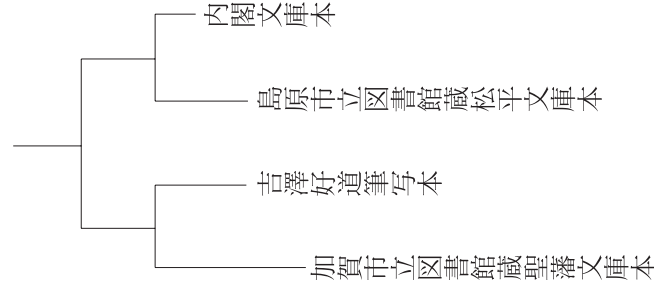 内閣文庫本
島原市立図書館蔵松平文庫本
吉澤好道筆写本
加賀市立図書館蔵聖藩文庫本